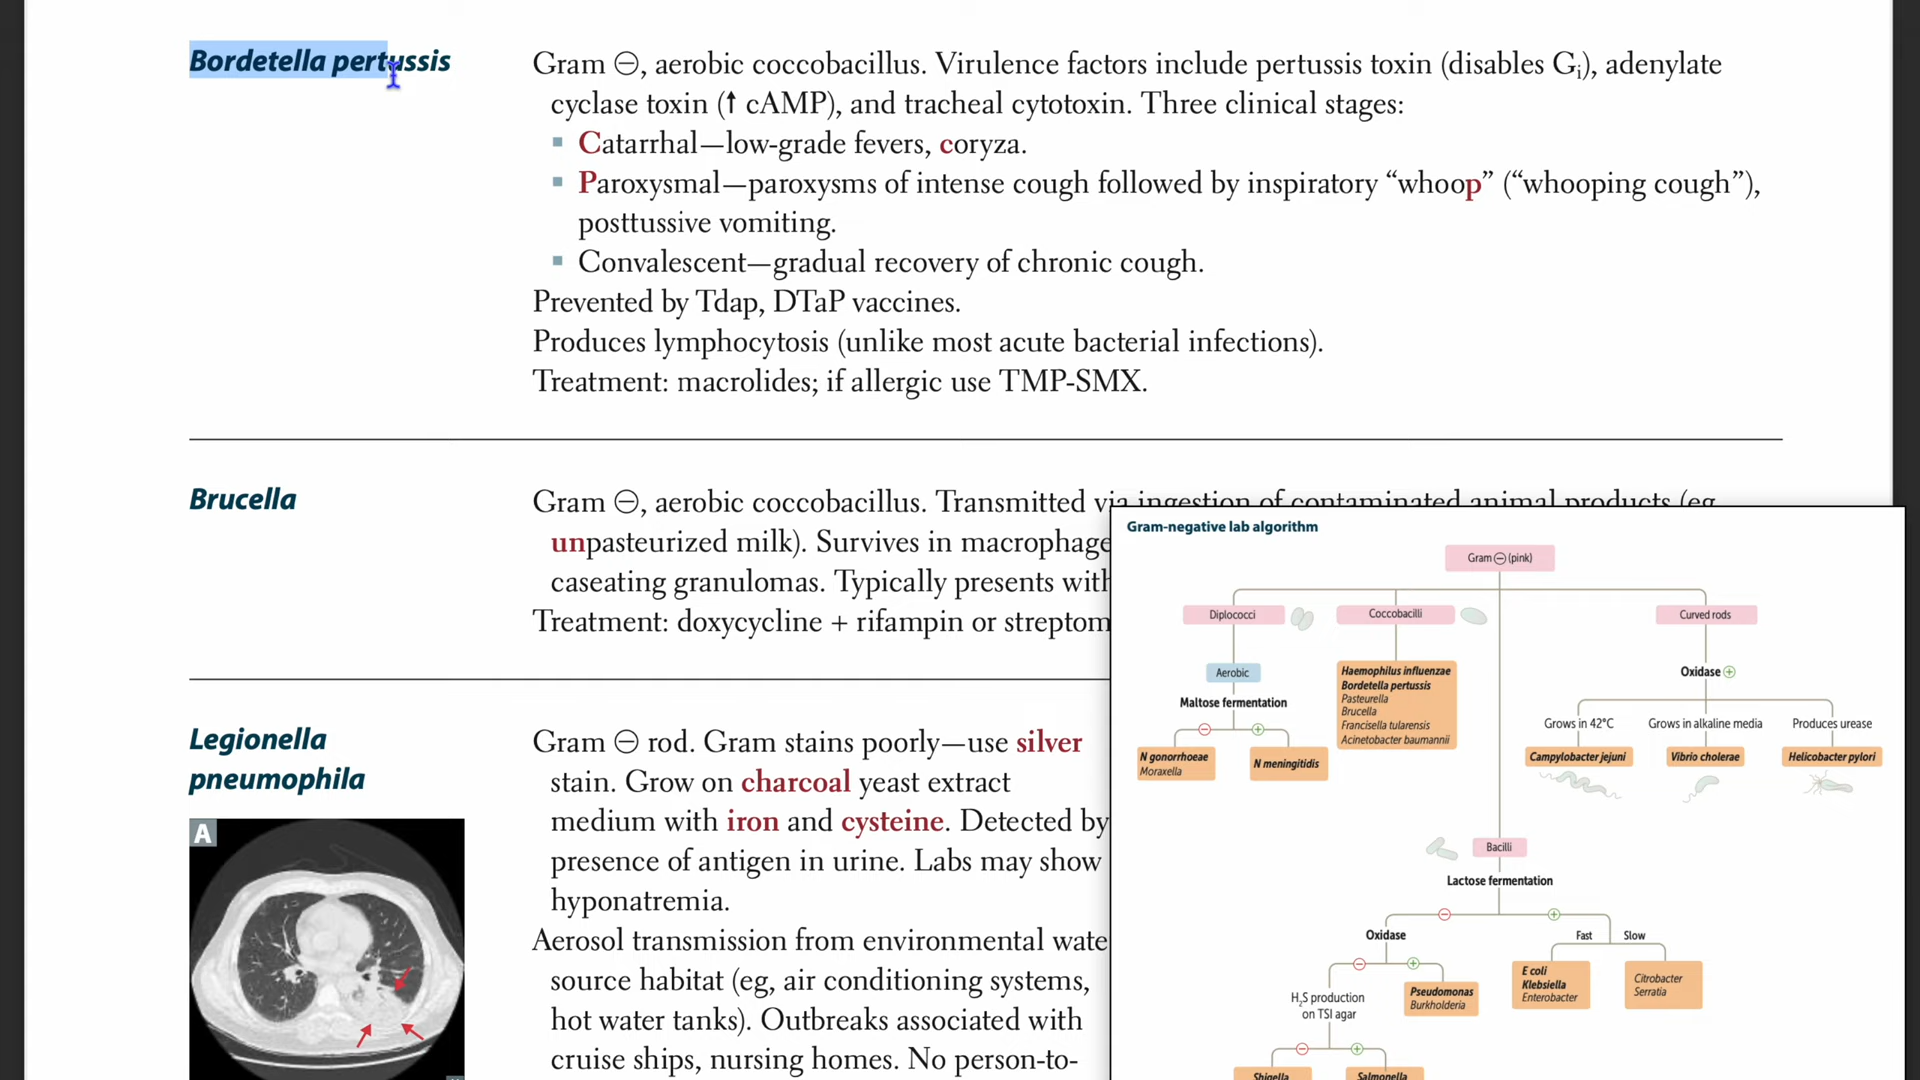 Bordetella pertussis
Gram ⊖, aerobic coccobacillus. Virulence factors include pertussis toxin (disables Gi), adenylate
cyclase toxin (↑ cAMP), and tracheal cytotoxin. Three clinical stages:
▪ Catarrhal—low-grade fevers, coryza.
▪ Paroxysmal—paroxysms of intense cough followed by inspiratory “whoop” (“whooping cough”),
posttussive vomiting.
▪ Convalescent—gradual recovery of chronic cough.
Prevented by Tdap, DTaP vaccines.
Produces lymphocytosis (unlike most acute bacterial infections).
Treatment: macrolides; if allergic use TMP-SMX.
Brucella
Gram ⊖, aerobic coccobacillus. Transmitted via ingestion of contaminated animal products (eg,
unpasteurized milk). Survives in macrophage
caseating granulomas. Typically presents with
Treatment: doxycycline + rifampin or streptom
Legionella
pneumophila
Gram ⊖ rod. Gram stains poorly—use silver
stain. Grow on charcoal yeast extract
medium with iron and cysteine. Detected by
presence of antigen in urine. Labs may show
hyponatremia.
Aerosol transmission from environmental wate
source habitat (eg, air conditioning systems,
hot water tanks). Outbreaks associated with
cruise ships, nursing homes. No person-to-
A
Gram-negative lab algorithm
Gram ⊖ (pink)
Diplococci
Coccobacilli
Curved rods
Aerobic
Maltose fermentation
⊖ ⊕
N gonorrhoeae
Moraxella
N meningitidis
Haemophilus influenzae
Bordetella pertussis
Pasteurella
Brucella
Francisella tularensis
Acinetobacter baumannii
Oxidase ⊕
Grows in 42°C
Grows in alkaline media
Produces urease
Campylobacter jejuni
Vibrio cholerae
Helicobacter pylori
Bacilli
Lactose fermentation
⊖ ⊕
Oxidase
Fast
Slow
⊖ ⊕
E coli
Klebsiella
Enterobacter
Citrobacter
Serratia
Pseudomonas
Burkholderia
H2S production
on TSI agar
⊖ ⊕
Shigella
Salmonella